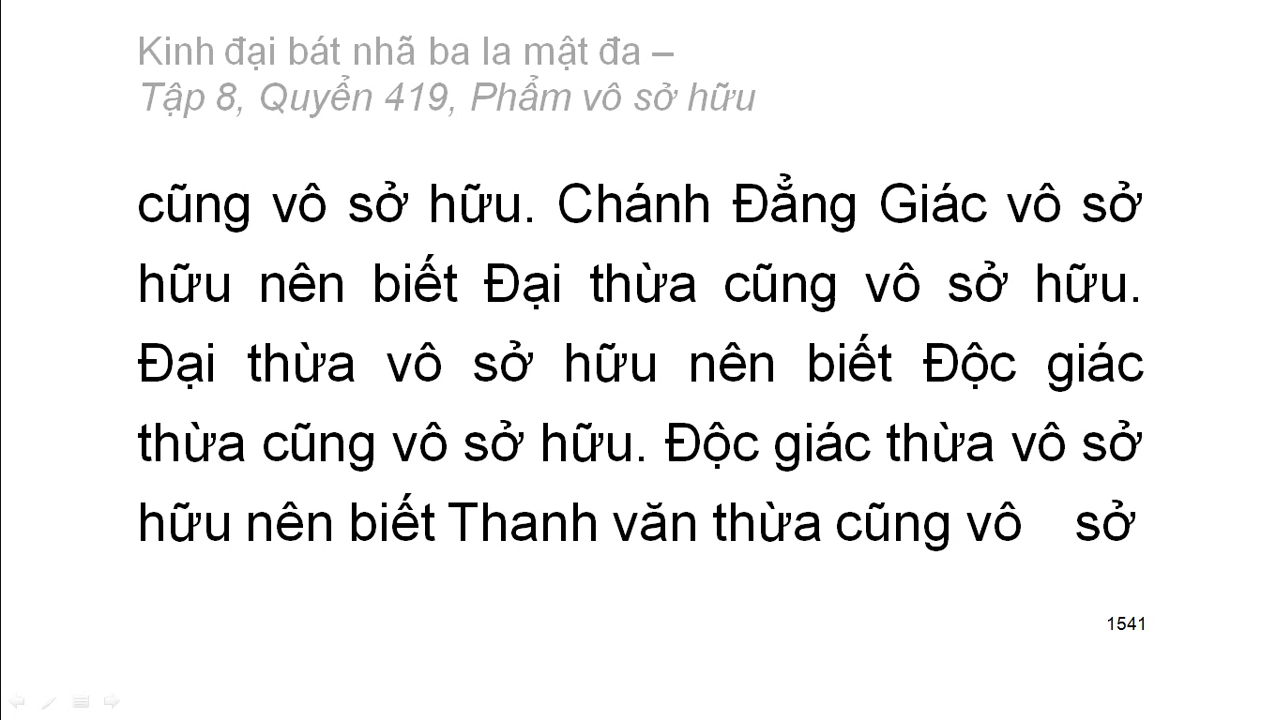 Kinh đại bát nhã ba la mật đa –
Tập 8, Quyển 419, Phẩm vô sở hữu
cũng vô sở hữu. Chánh Đẳng Giác vô sở
hữu nên biết Đại thừa cũng vô sở hữu.
Đại thừa vô sở hữu nên biết Độc giác
thừa cũng vô sở hữu. Độc giác thừa vô sở
hữu nên biết Thanh văn thừa cũng vô sở
1541